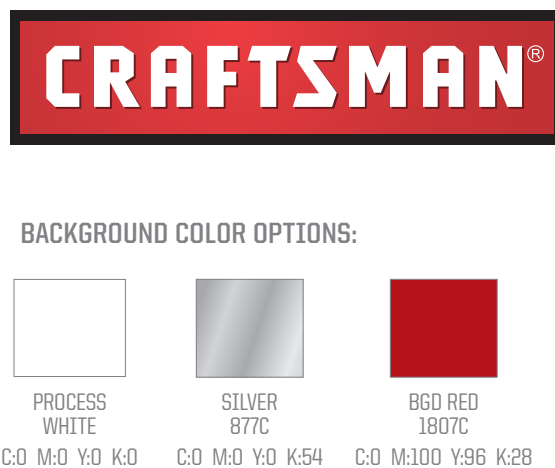 CRAFTSMAN®
BACKGROUND COLOR OPTIONS:
PROCESS
WHITE
C:0 M:0 Y:0 K:0
SILVER
877C
C:0 M:0 Y:0 K:54
BGD RED
1807C
C:0 M:100 Y:96 K:28